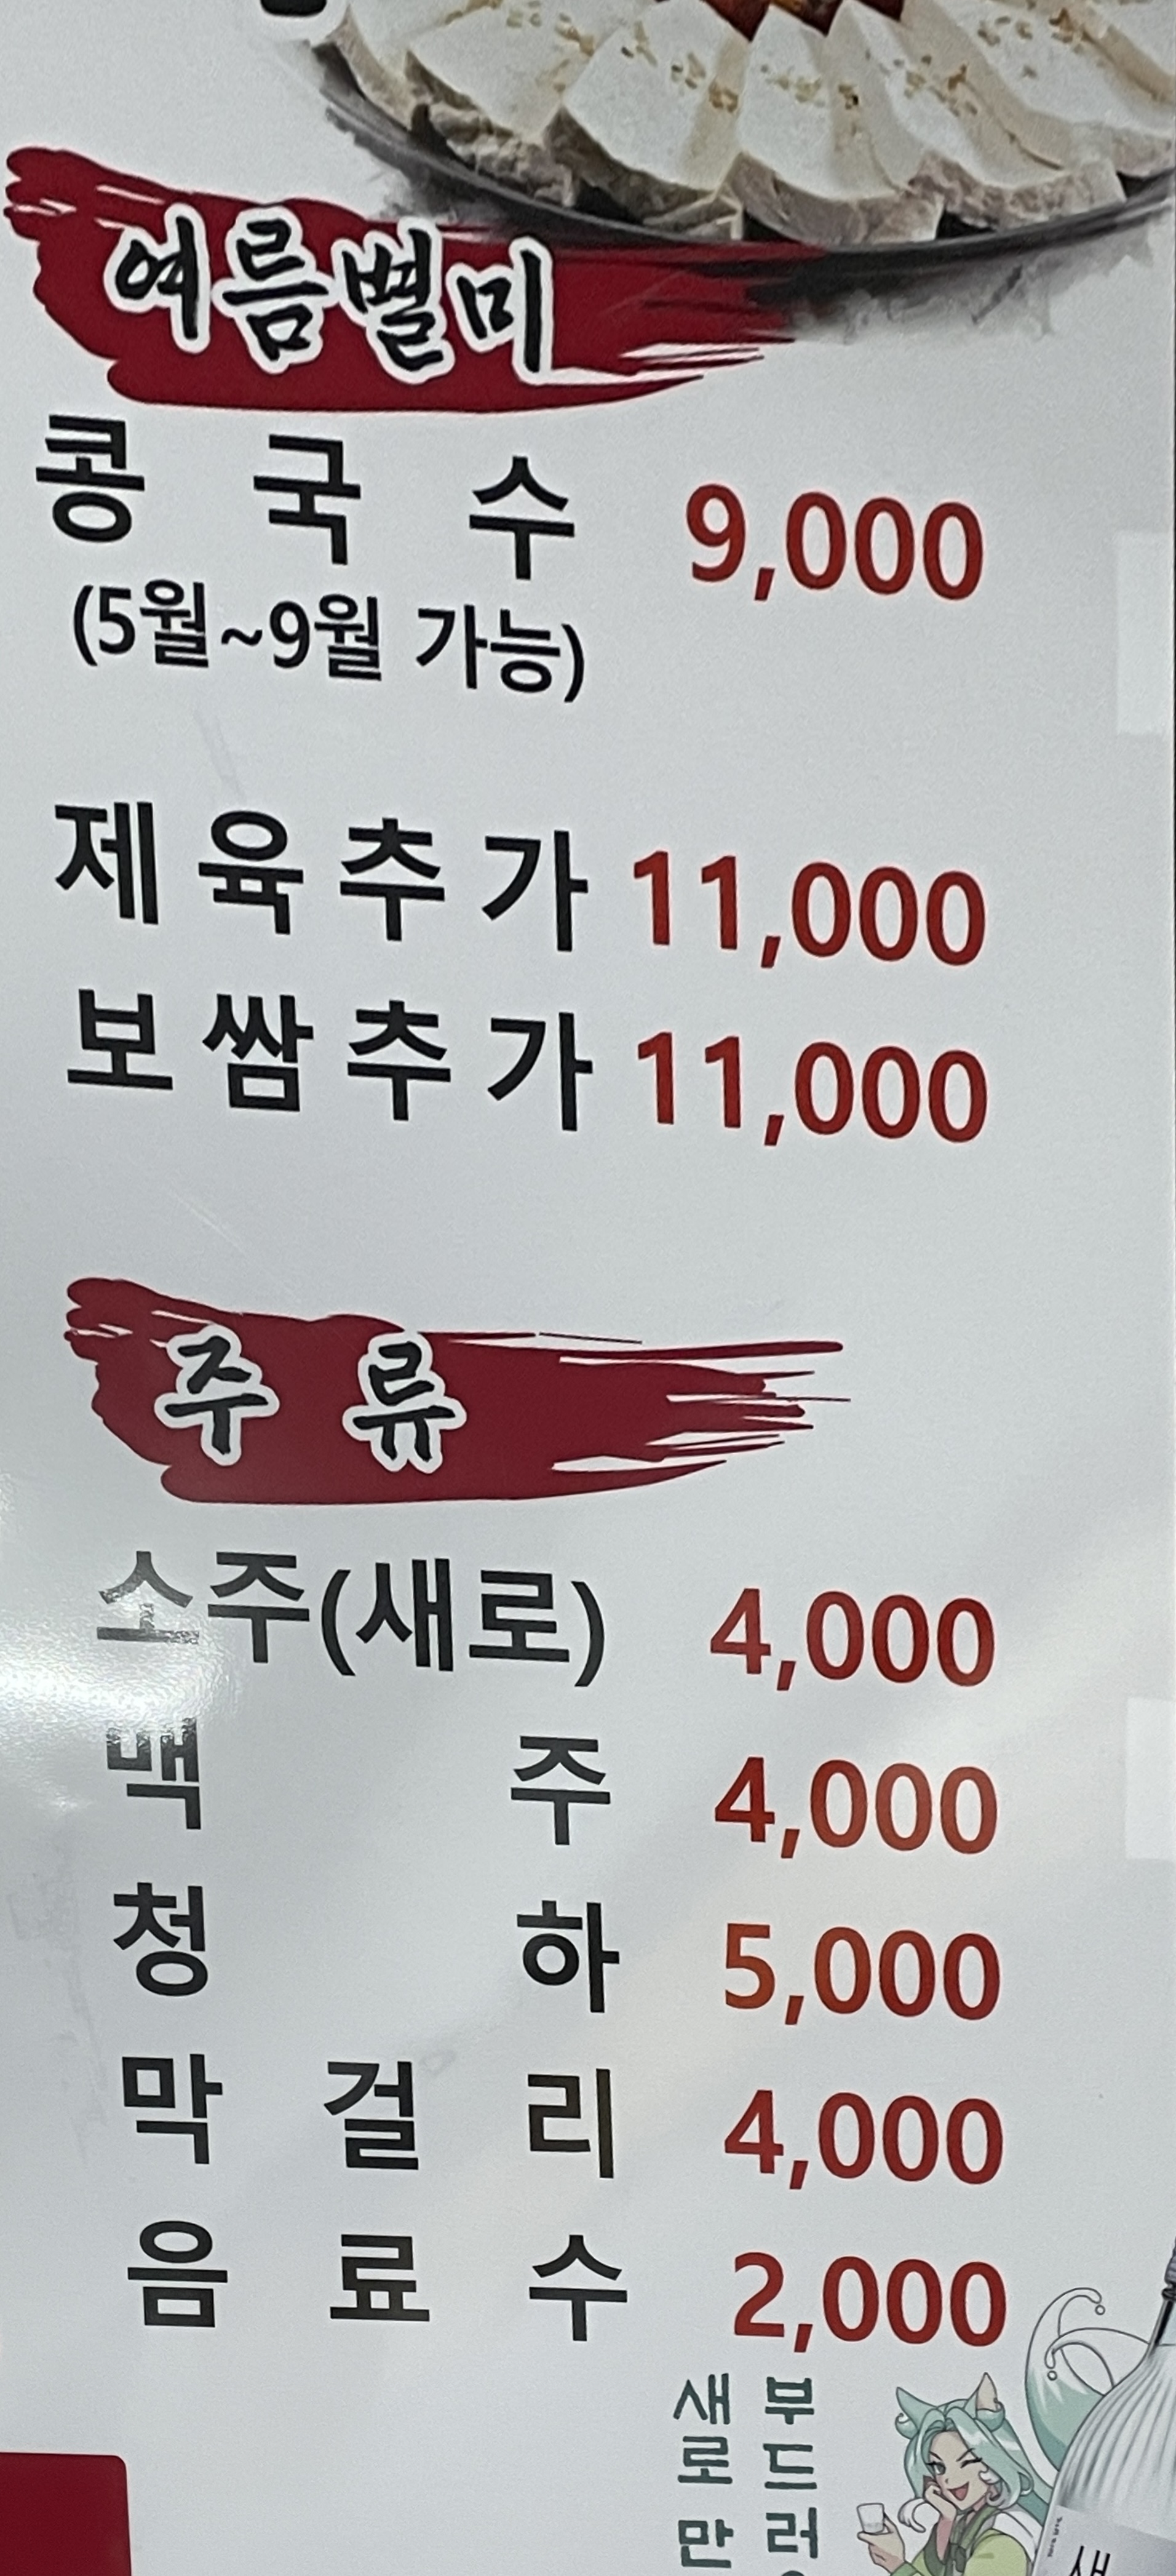 여름별미
콩국수 9,000
(5월~9월 가능)
제육추가 11,000
보쌈추가 11,000
주류
소주(새로) 4,000
맥주 4,000
청하 5,000
막걸리 4,000
음료수 2,000
부드러
새로만
새